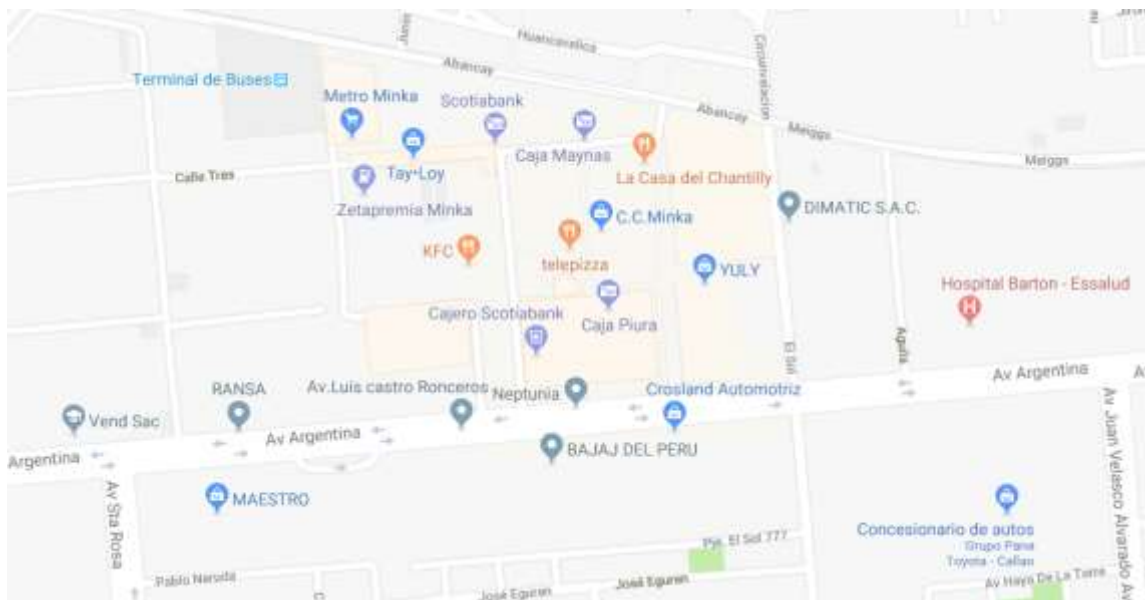 Huancavelica
Abancay
Circunvalacion
Terminal de Buses
Metro Minka
Scotiabank
Abancay
Meiggs
Meiggs
Caja Maynas
Calle Tres
Tay+Loy
La Casa del Chantilly
Zetapremia Minka
C.C.Minka
DIMATIC S.A.C.
KFC
telepizza
YULY
Hospital Barton - Essalud
Cajero Scotiabank
Caja Piura
El Sol
Aguila
Av Argentina
A
RANSA
Av.Luis castro Ronceros
Neptunia
Crosland Automotriz
Vend Sac
Av Argentina
Argentina
BAJAJ DEL PERU
Av Juan Velasco Alvarado
Av
MAESTRO
Av Sta Rosa
Concesionario de autos
Grupo Pana
Toyota - Callao
Pje. El Sol 777
Pablo Neruda
José Eguren
José Eguren
Av Haya De La Torre